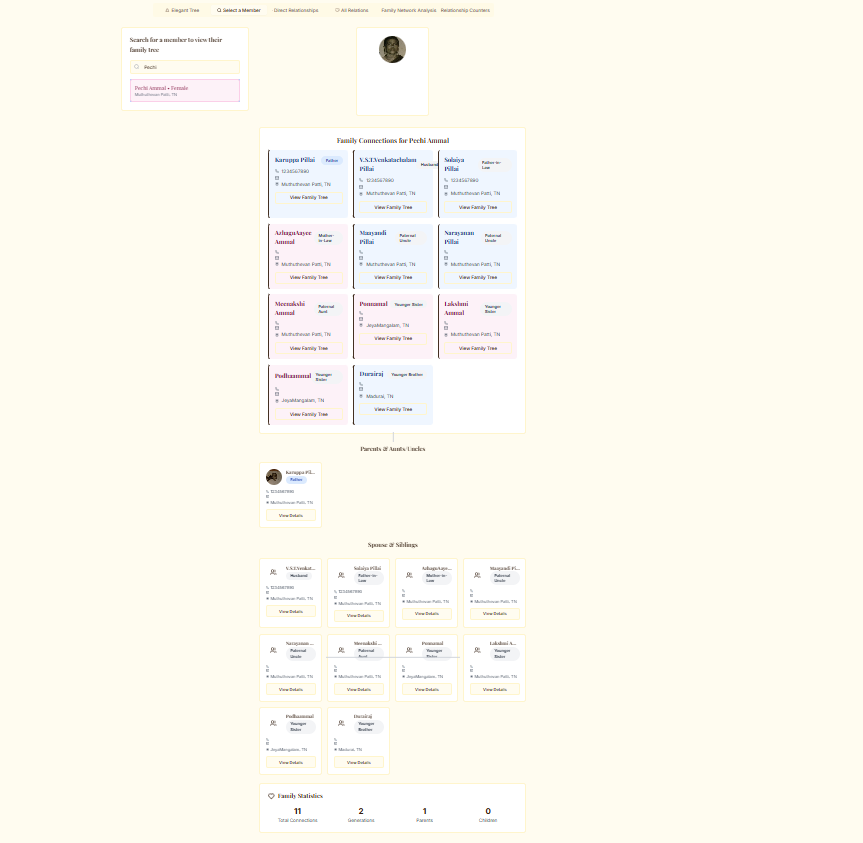 Elegant Tree
Select a Member
Direct Relationships
All Relations
Family Network Analysis
Relationship Counters
Search for a member to view their
family tree
Pechi
Pechi Ammal • Female
Muthuthevan Patti, TN
Family Connections for Pechi Ammal
Karuppa Pillai
Father
1234567890
Muthuthevan Patti, TN
View Family Tree
V.S.T.Venkatachalam
Pillai
Husband
1234567890
Muthuthevan Patti, TN
View Family Tree
Solaiya
Pillai
Father-in-
Law
1234567890
Muthuthevan Patti, TN
View Family Tree
AzhaguAayee
Ammal
Mother-
in-Law
Muthuthevan Patti, TN
View Family Tree
Maayandi
Pillai
Paternal
Uncle
Muthuthevan Patti, TN
View Family Tree
Narayanan
Pillai
Paternal
Uncle
Muthuthevan Patti, TN
View Family Tree
Meenakshi
Ammal
Paternal
Aunt
Muthuthevan Patti, TN
View Family Tree
Ponnamal
Younger Sister
JeyaMangalam, TN
View Family Tree
Lakshmi
Ammal
Younger
Sister
Muthuthevan Patti, TN
View Family Tree
Podhuammal
Younger
Sister
JeyaMangalam, TN
View Family Tree
Durairaj
Younger Brother
Madurai, TN
View Family Tree
Parents & Aunts/Uncles
Karuppa Pil...
Father
1234567890
Muthuthevan Patti, TN
View Details
Spouse & Siblings
V.S.T.Venkat...
Husband
1234567890
Muthuthevan Patti, TN
View Details
Solaiya Pillai
Father-in-
Law
1234567890
Muthuthevan Patti, TN
View Details
AzhaguAaye...
Mother-in-
Law
Muthuthevan Patti, TN
View Details
Maayandi Pi...
Paternal
Uncle
Muthuthevan Patti, TN
View Details
Narayanan ...
Paternal
Uncle
Muthuthevan Patti, TN
View Details
Meenakshi ...
Paternal
Aunt
Muthuthevan Patti, TN
View Details
Ponnamal
Younger
Sister
JeyaMangalam, TN
View Details
Lakshmi A...
Younger
Sister
Muthuthevan Patti, TN
View Details
Podhuammal
Younger
Sister
JeyaMangalam, TN
View Details
Durairaj
Younger
Brother
Madurai, TN
View Details
Family Statistics
11
Total Connections
2
Generations
1
Parents
0
Children